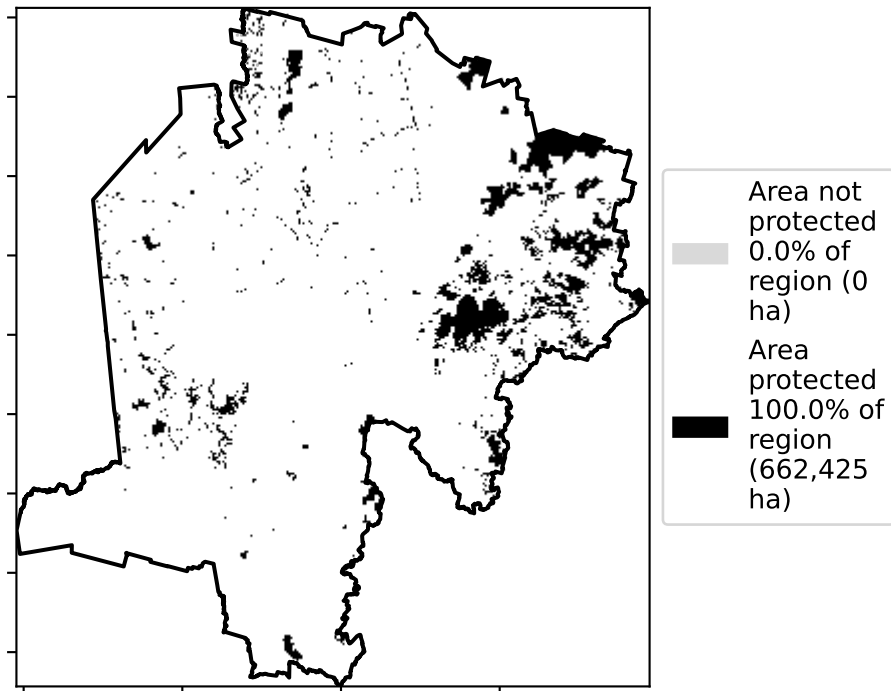 Area not
protected
0.0% of
region (0
ha)
Area
protected
100.0% of
region
(662,425
ha)